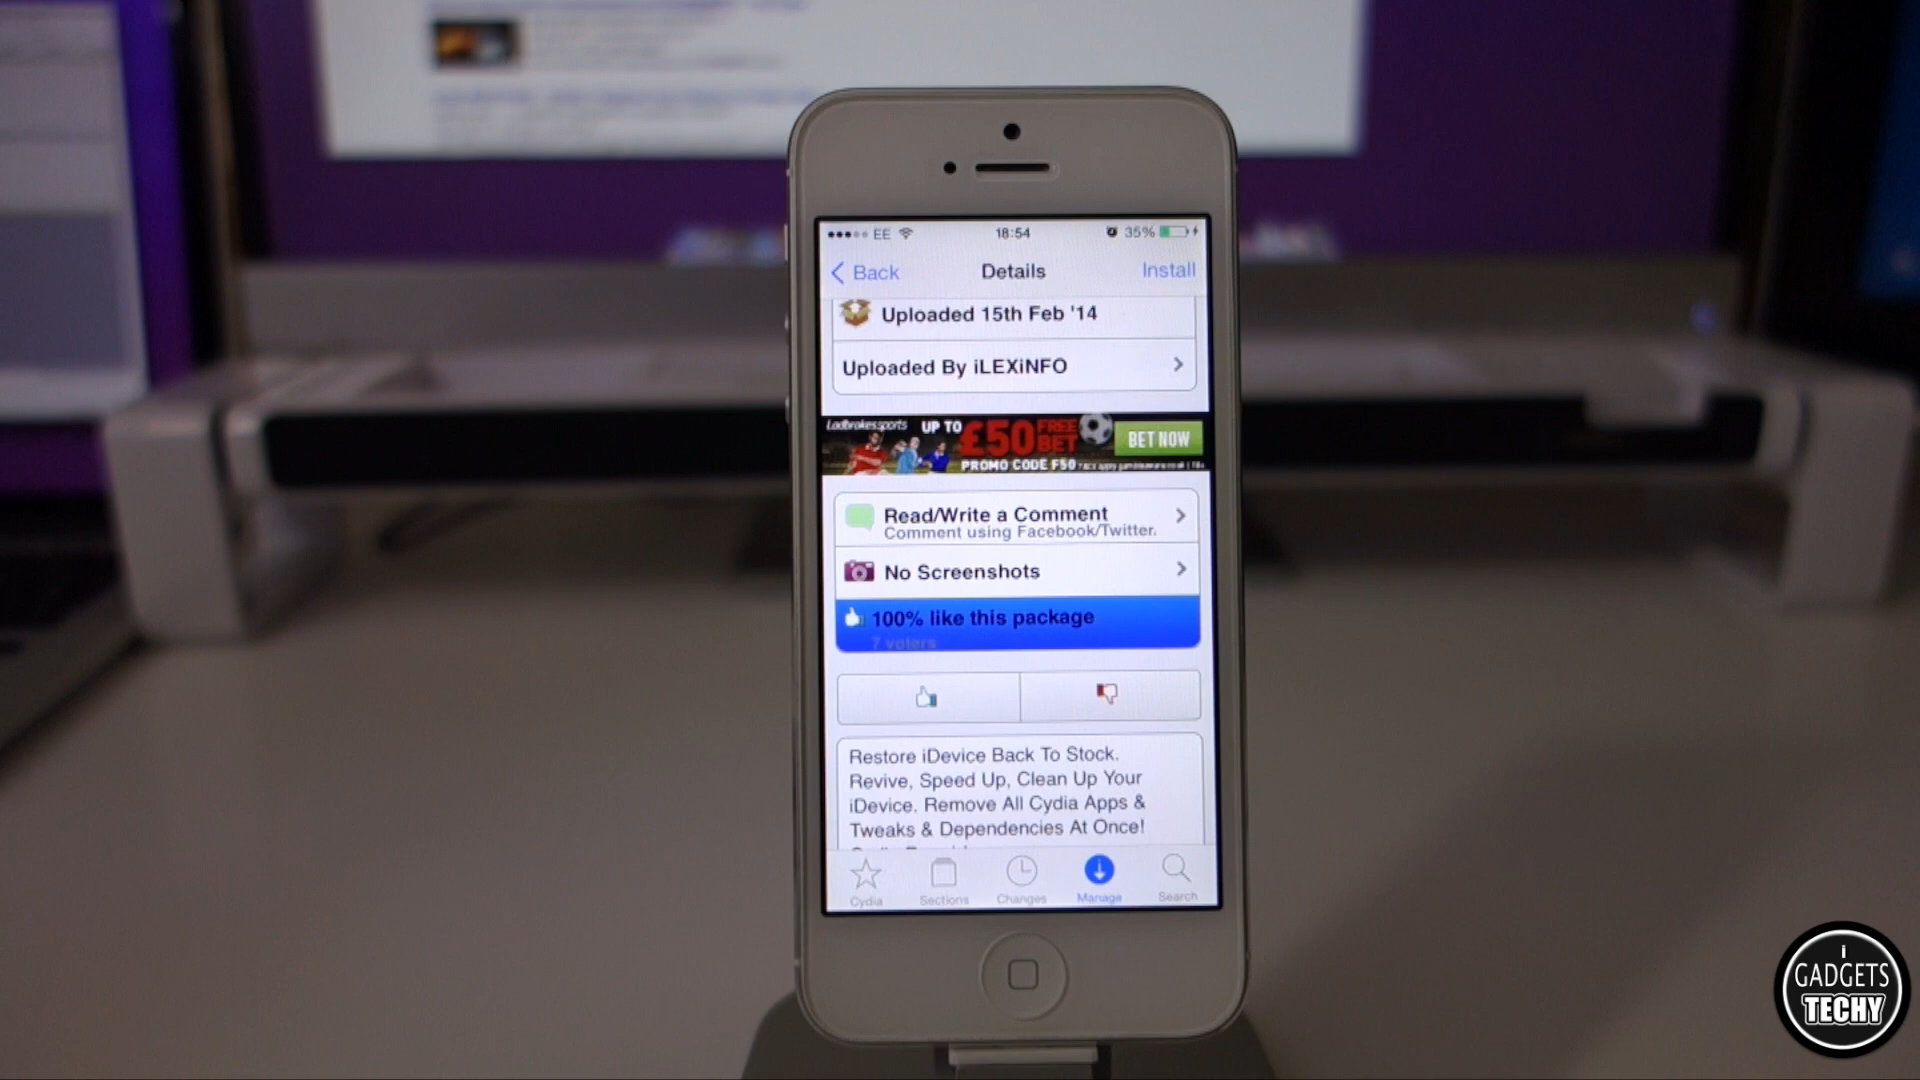 EE 18:54 35%
Back Details Install
Uploaded 15th Feb '14
Uploaded By iLEXiNFO
Ladbrokes sports UP TO £50 FREE BET BET NOW
PROMO CODE F50
Read/Write a Comment
Comment using Facebook/Twitter.
No Screenshots
100% like this package
7 voters
Restore iDevice Back To Stock.
Revive, Speed Up, Clean Up Your
iDevice. Remove All Cydia Apps &
Tweaks & Dependencies At Once!
Cydia Sections Changes Manage Search
i
GADGETS
TECHY